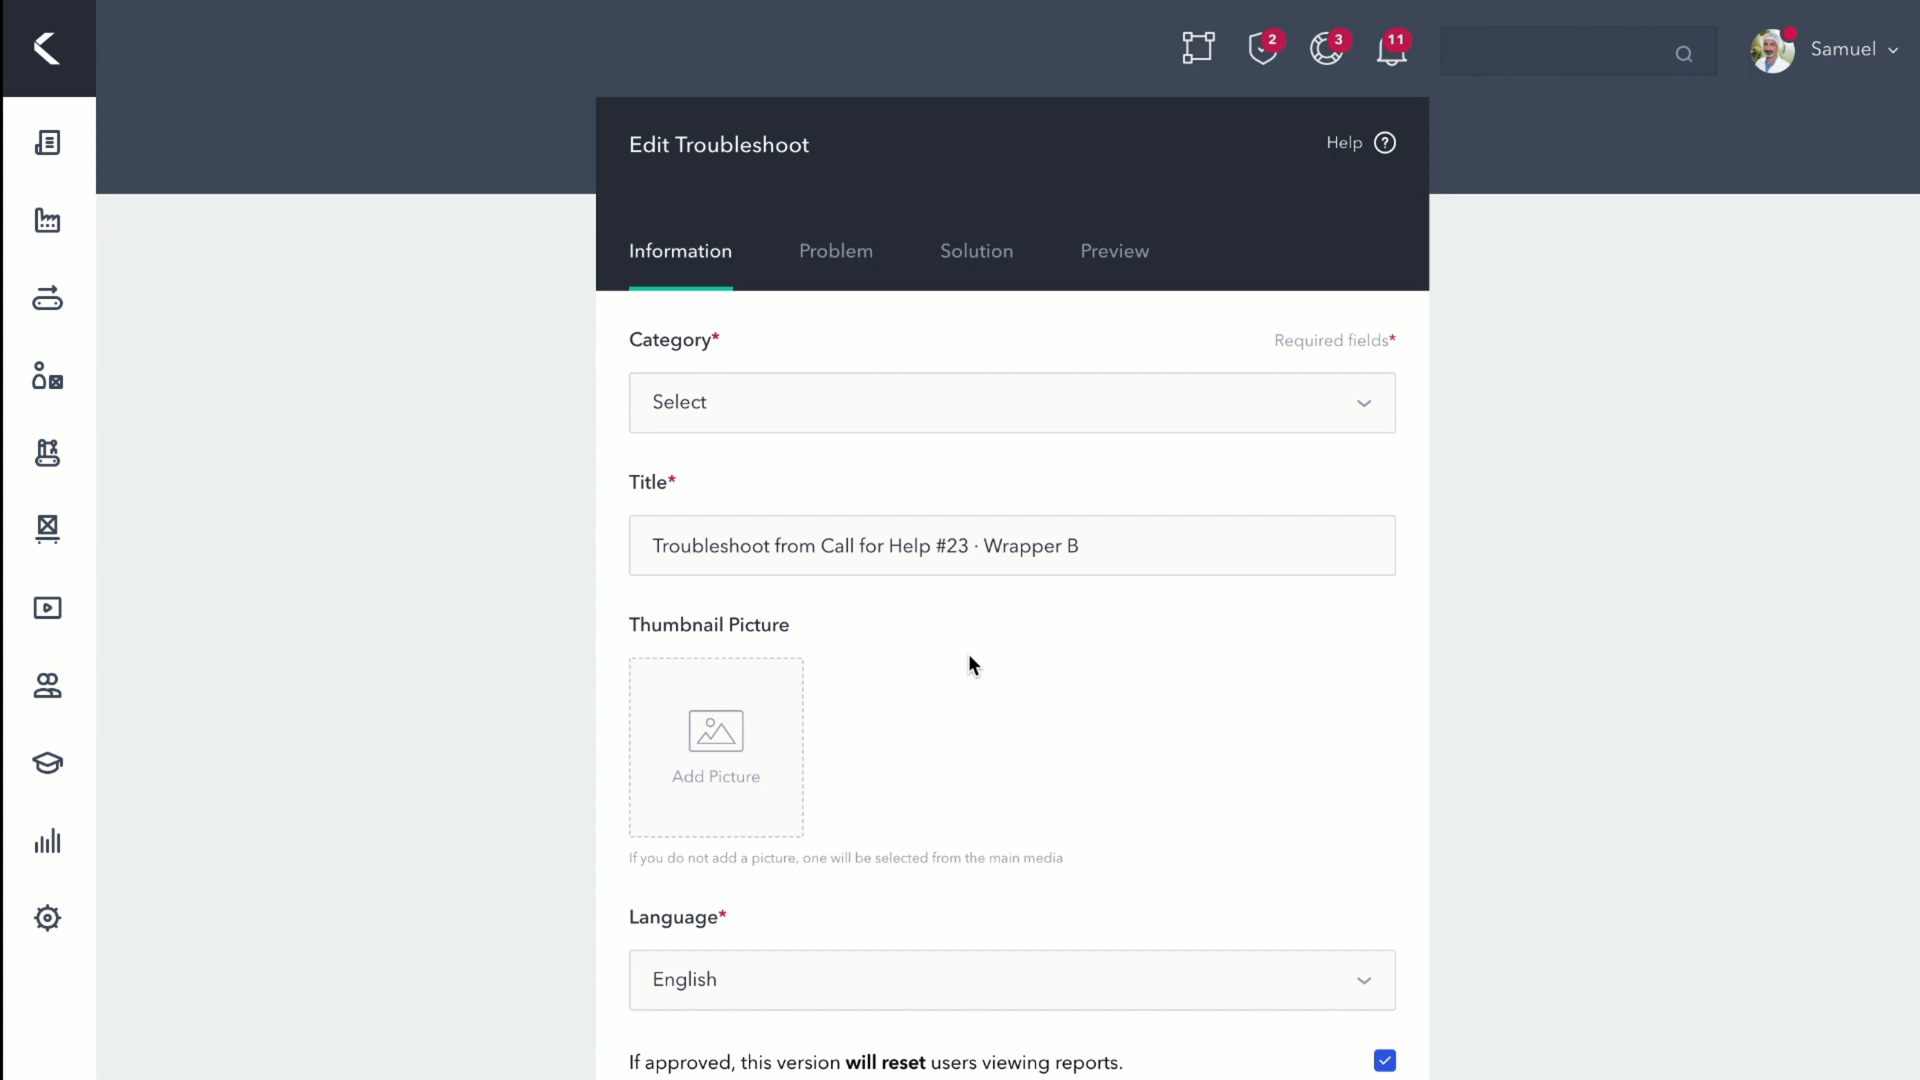 2
3
11
Samuel
Edit Troubleshoot
Help ?
Information
Problem
Solution
Preview
Category*
Required fields*
Select
Title*
Troubleshoot from Call for Help #23 · Wrapper B
Thumbnail Picture
Add Picture
If you do not add a picture, one will be selected from the main media
Language*
English
If approved, this version will reset users viewing reports.